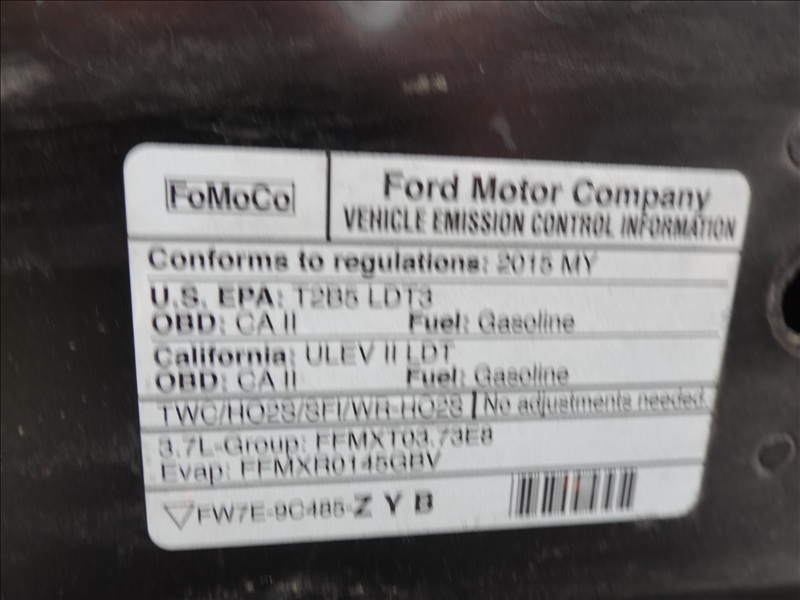 FoMoCo
Ford Motor Company
VEHICLE EMISSION CONTROL INFORMATION
Conforms to regulations: 2015 MY
U.S. EPA: T2B5 LDT3
OBD: CA II Fuel: Gasoline
California: ULEV II LDT
OBD: CA II Fuel: Gasoline
TWC/HO2S/SFI/WR-HO2S No adjustments needed.
3.7L-Group: FFMXT03.73E8
Evap: FFMXR0145GBV
FW7E-9C485-Z Y B